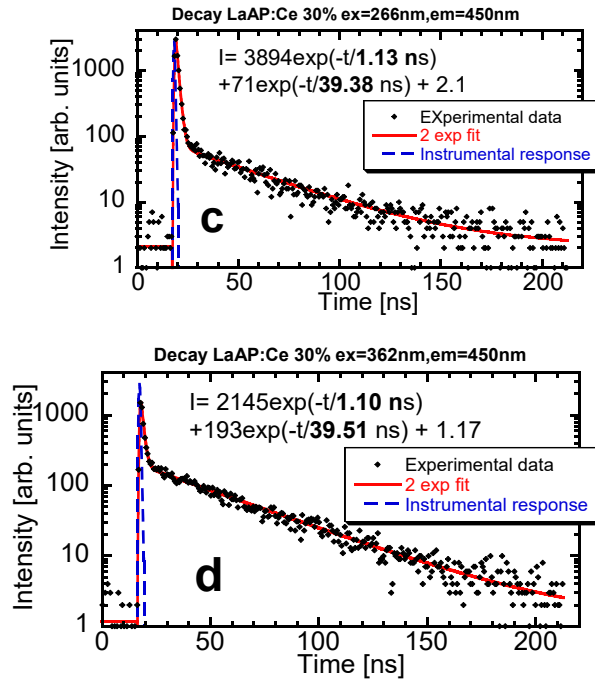 Decay LaAP:Ce 30% ex=266nm,em=450nm
I= 3894exp(-t/1.13 ns)
+71exp(-t/39.38 ns) + 2.1
EXperimental data
2 exp fit
Instrumental response
Intensity [arb. units]
1000
100
10
1
c
0
50
100
150
200
Time [ns]
Decay LaAP:Ce 30% ex=362nm,em=450nm
I= 2145exp(-t/1.10 ns)
+193exp(-t/39.51 ns) + 1.17
Experimental data
2 exp fit
Instrumental response
Intensity [arb. units]
1000
100
10
1
d
0
50
100
150
200
Time [ns]